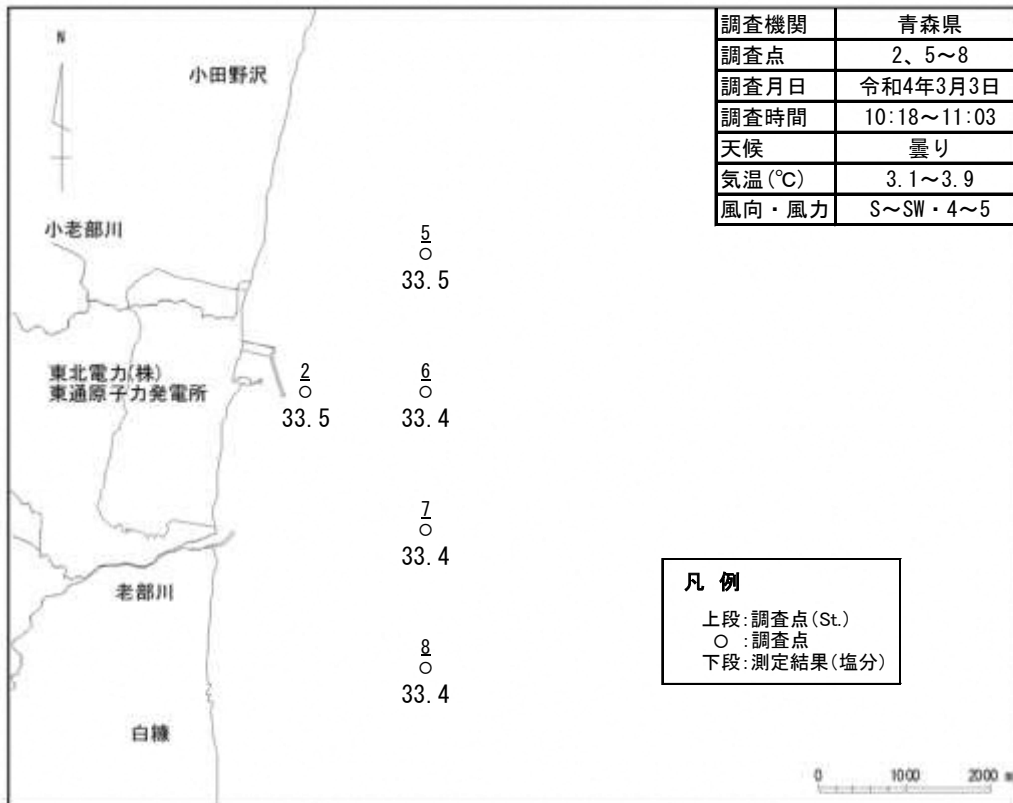 調査機関 青森県
調査点 2、5～8
調査月日 令和4年3月3日
調査時間 10:18～11:03
天候 曇り
気温(℃) 3.1～3.9
風向・風力 S～SW・4～5
N
小田野沢
小老部川
5
33.5
東北電力(株)
東通原子力発電所
2
33.5
6
33.4
7
33.4
老部川
8
33.4
白糠
凡 例
上段:調査点(St.)
○ :調査点
下段:測定結果(塩分)
0 1000 2000 m